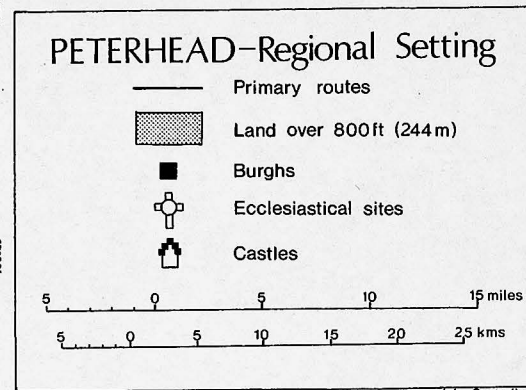 PETERHEAD–Regional Setting
Primary routes
Land over 800ft (244m)
Burghs
Ecclesiastical sites
Castles
5 0 5 10 15 miles
5 0 5 10 15 20 25 kms